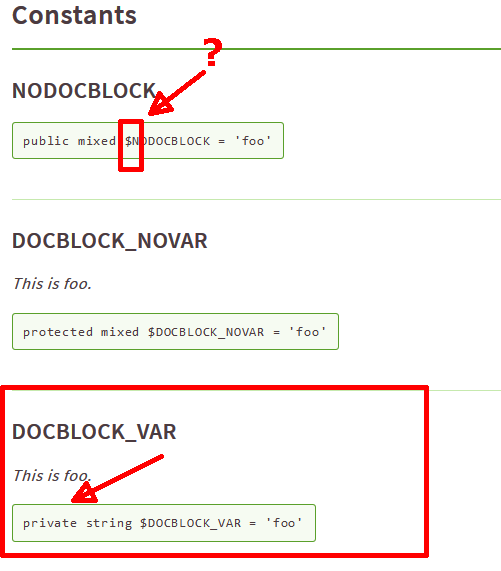 Constants
?
NODOCBLOCK
public mixed $NODOCBLOCK = 'foo'
DOCBLOCK_NOVAR
This is foo.
protected mixed $DOCBLOCK_NOVAR = 'foo'
DOCBLOCK_VAR
This is foo.
private string $DOCBLOCK_VAR = 'foo'